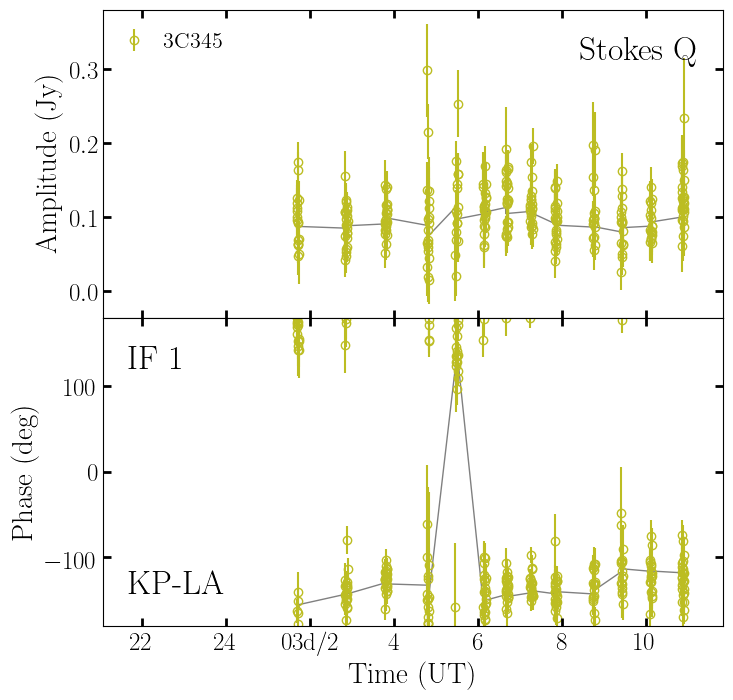 3C345
Stokes Q
0.3
0.2
0.1
0.0
Amplitude (Jy)
IF 1
100
0
−100
Phase (deg)
KP-LA
22 24 03d/2 4 6 8 10
Time (UT)